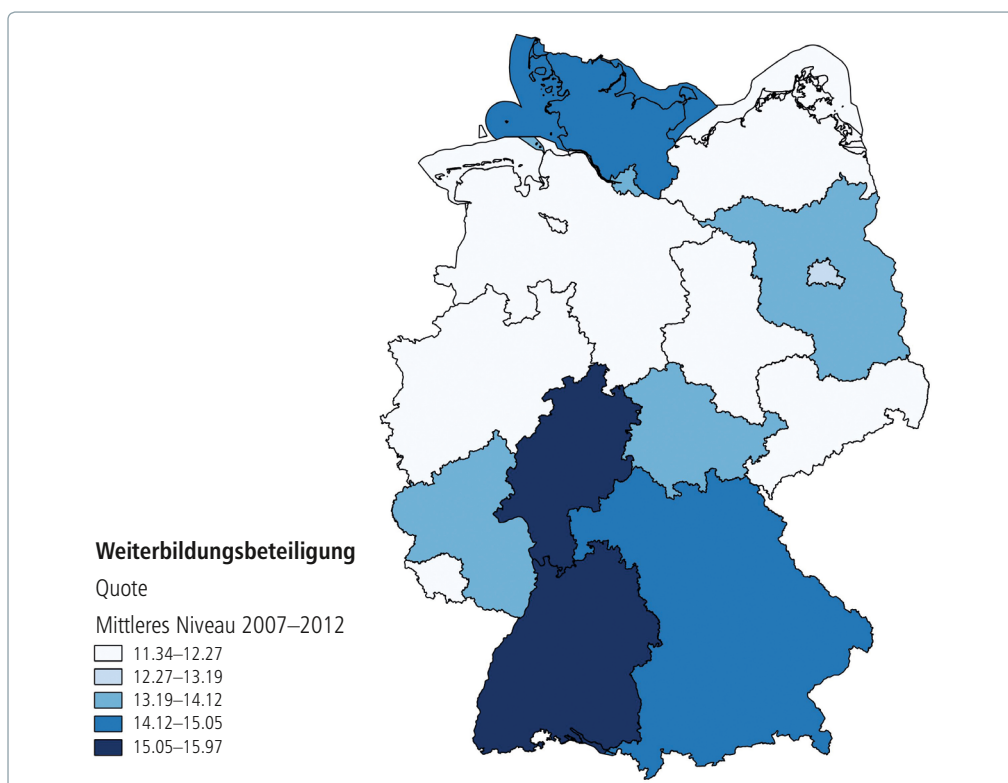 Weiterbildungsbeteiligung
Quote
Mittleres Niveau 2007–2012
11.34–12.27
12.27–13.19
13.19–14.12
14.12–15.05
15.05–15.97